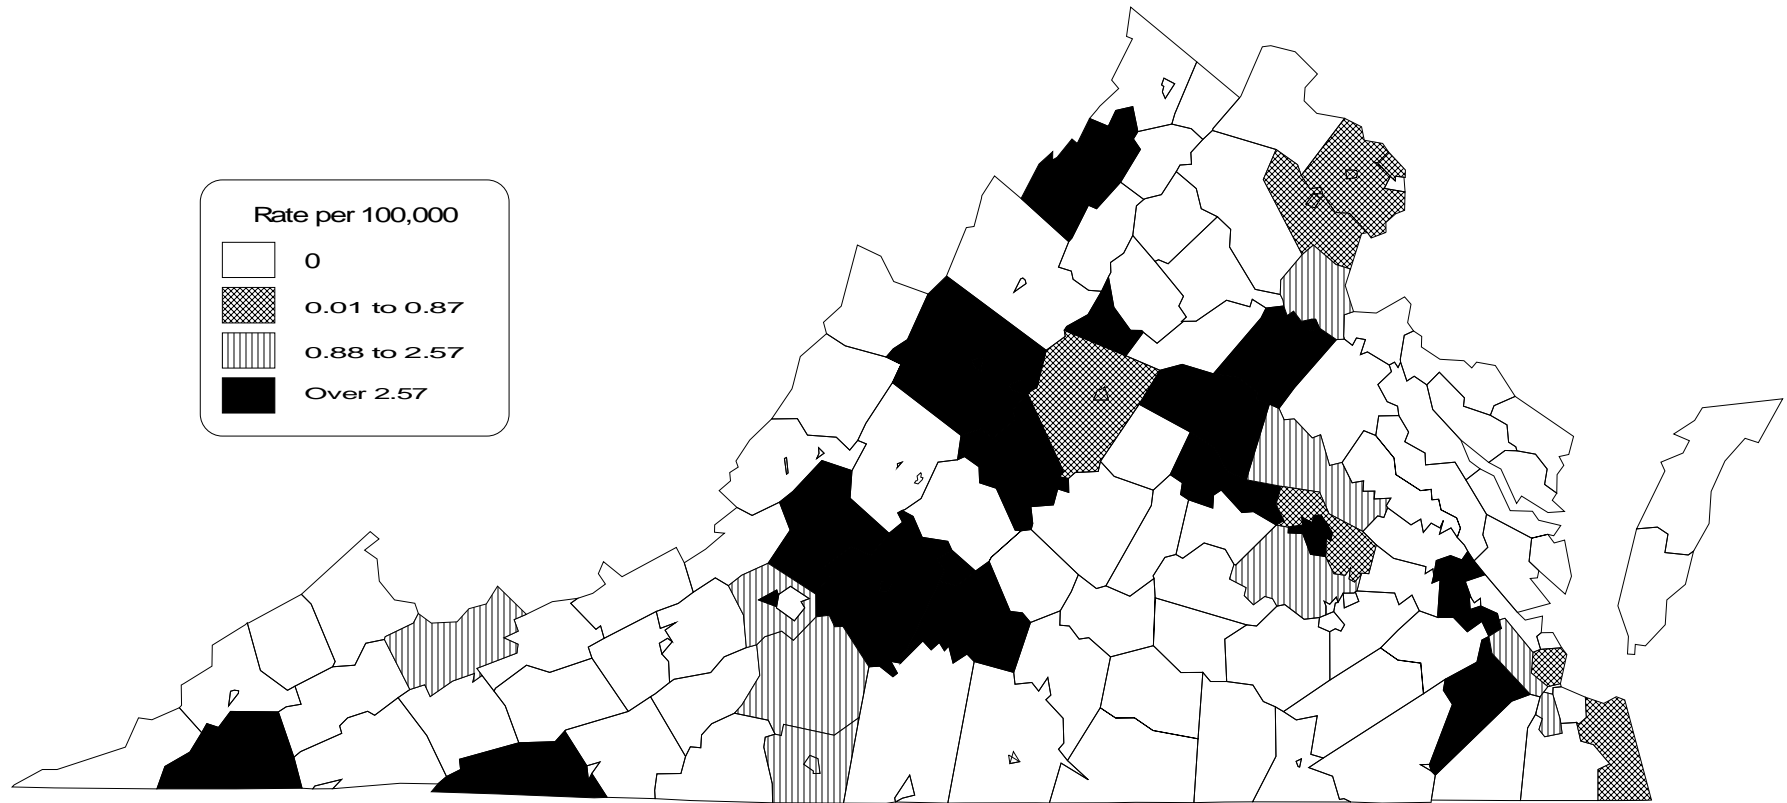 Rate per 100,000
0
0.01 to 0.87
0.88 to 2.57
Over 2.57